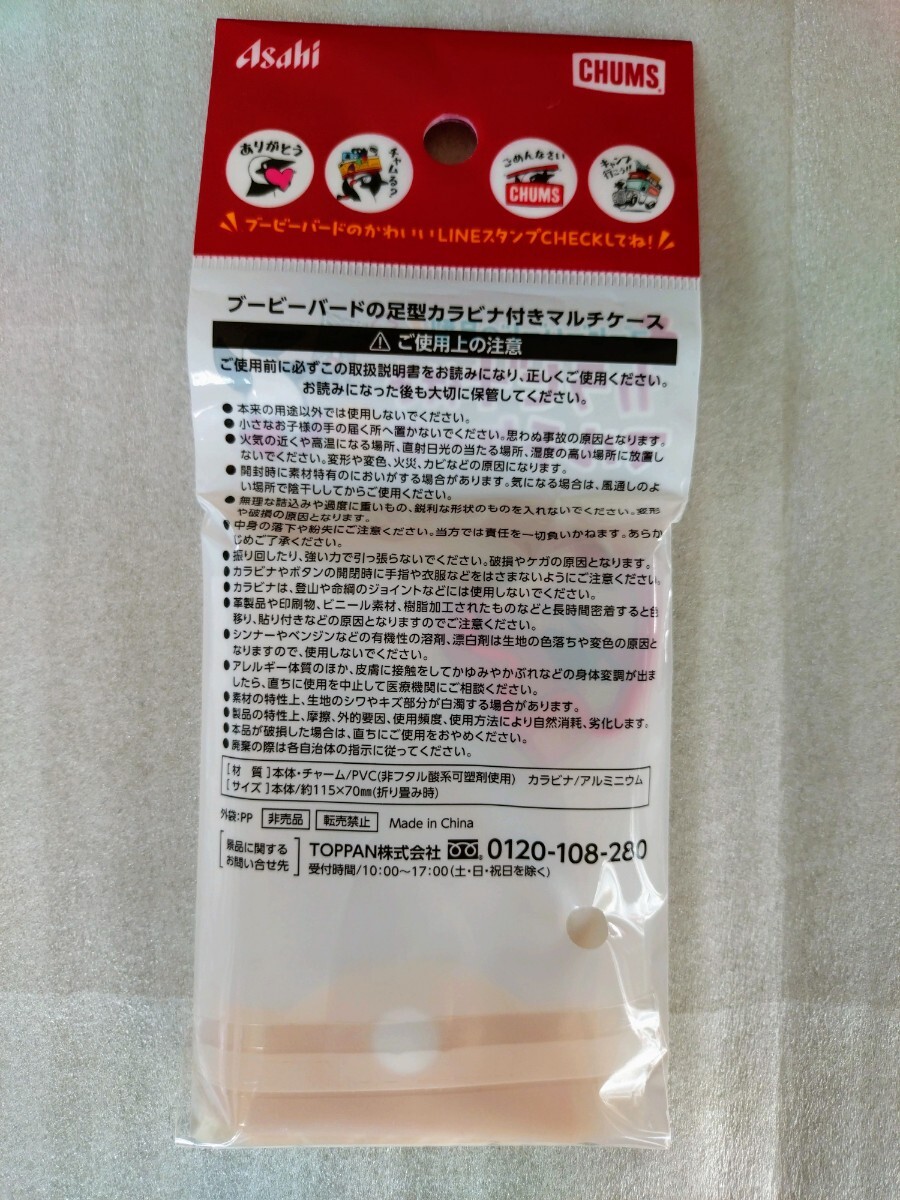 Asahi
CHUMS
ありがとう
チャムる?
ごめんなさい
CHUMS
キャンプ
行こう!!
ブービーバードのかわいいLINEスタンプCHECKしてね!
ブービーバードの足型カラビナ付きマルチケース
⚠ ご使用上の注意
ご使用前に必ずこの取扱説明書をお読みになり、正しくご使用ください。
お読みになった後も大切に保管してください。
●本来の用途以外では使用しないでください。
●小さなお子様の手の届く所へ置かないでください。思わぬ事故の原因となります。
●火気の近くや高温になる場所、直射日光の当たる場所、湿度の高い場所に放置し
ないでください。変形や変色、火災、カビなどの原因になります。
●開封時に素材特有のにおいがする場合があります。気になる場合は、風通しのよ
い場所で陰干ししてからご使用ください。
●無理な詰込みや過度に重いもの、鋭利な形状のものを入れないでください。変形
や破損の原因となります。
●中身の落下や紛失にご注意ください。当方では責任を一切負いかねます。あらか
じめご了承ください。
●振り回したり、強い力で引っ張らないでください。破損やケガの原因となります。
●カラビナやボタンの開閉時に手指や衣服などをはさまないようにご注意ください。
●カラビナは、登山や命綱のジョイントなどには使用しないでください。
●革製品や印刷物、ビニール素材、樹脂加工されたものなどと長時間密着すると色
移り、貼り付きなどの原因となりますのでご注意ください。
●シンナーやベンジンなどの有機性の溶剤、漂白剤は生地の色落ちや変色の原因と
なりますので、使用しないでください。
●アレルギー体質のほか、皮膚に接触をしてかゆみやかぶれなどの身体変調が出ま
したら、直ちに使用を中止して医療機関にご相談ください。
●素材の特性上、生地のシワやキズ部分が白濁する場合があります。
●製品の特性上、摩擦、外的要因、使用頻度、使用方法により自然消耗、劣化します。
●本品が破損した場合は、直ちにご使用をおやめください。
●廃棄の際は各自治体の指示に従ってください。
[材 質]本体・チャーム/PVC(非フタル酸系可塑剤使用) カラビナ/アルミニウム
[サイズ]本体/約115×70mm(折り畳み時)
外袋:PP 非売品 転売禁止 Made in China
景品に関する
お問い合せ先
TOPPAN株式会社 0120-108-280
受付時間/10:00〜17:00(土・日・祝日を除く)